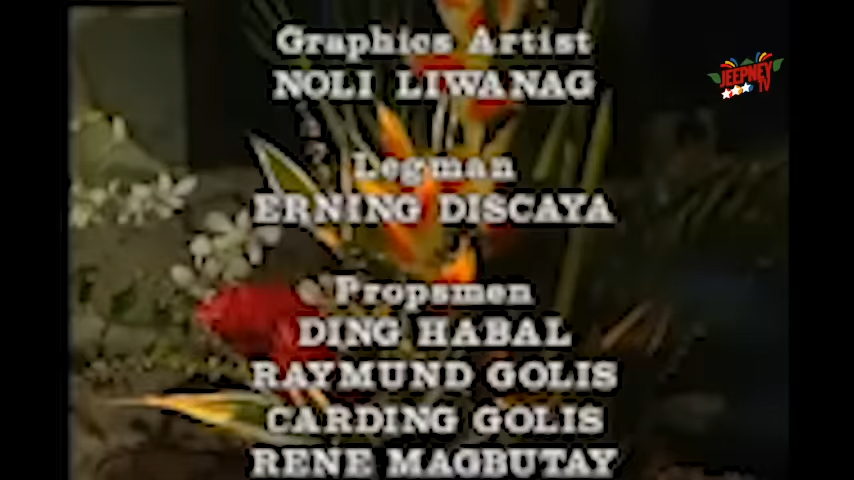 Graphics Artist
NOLI LIWANAG
JEEPNEY
TV
Legman
ERNING DISCAYA
Propsmen
DING HABAL
RAYMUND GOLIS
CARDING GOLIS
RENE MAGBUTAY